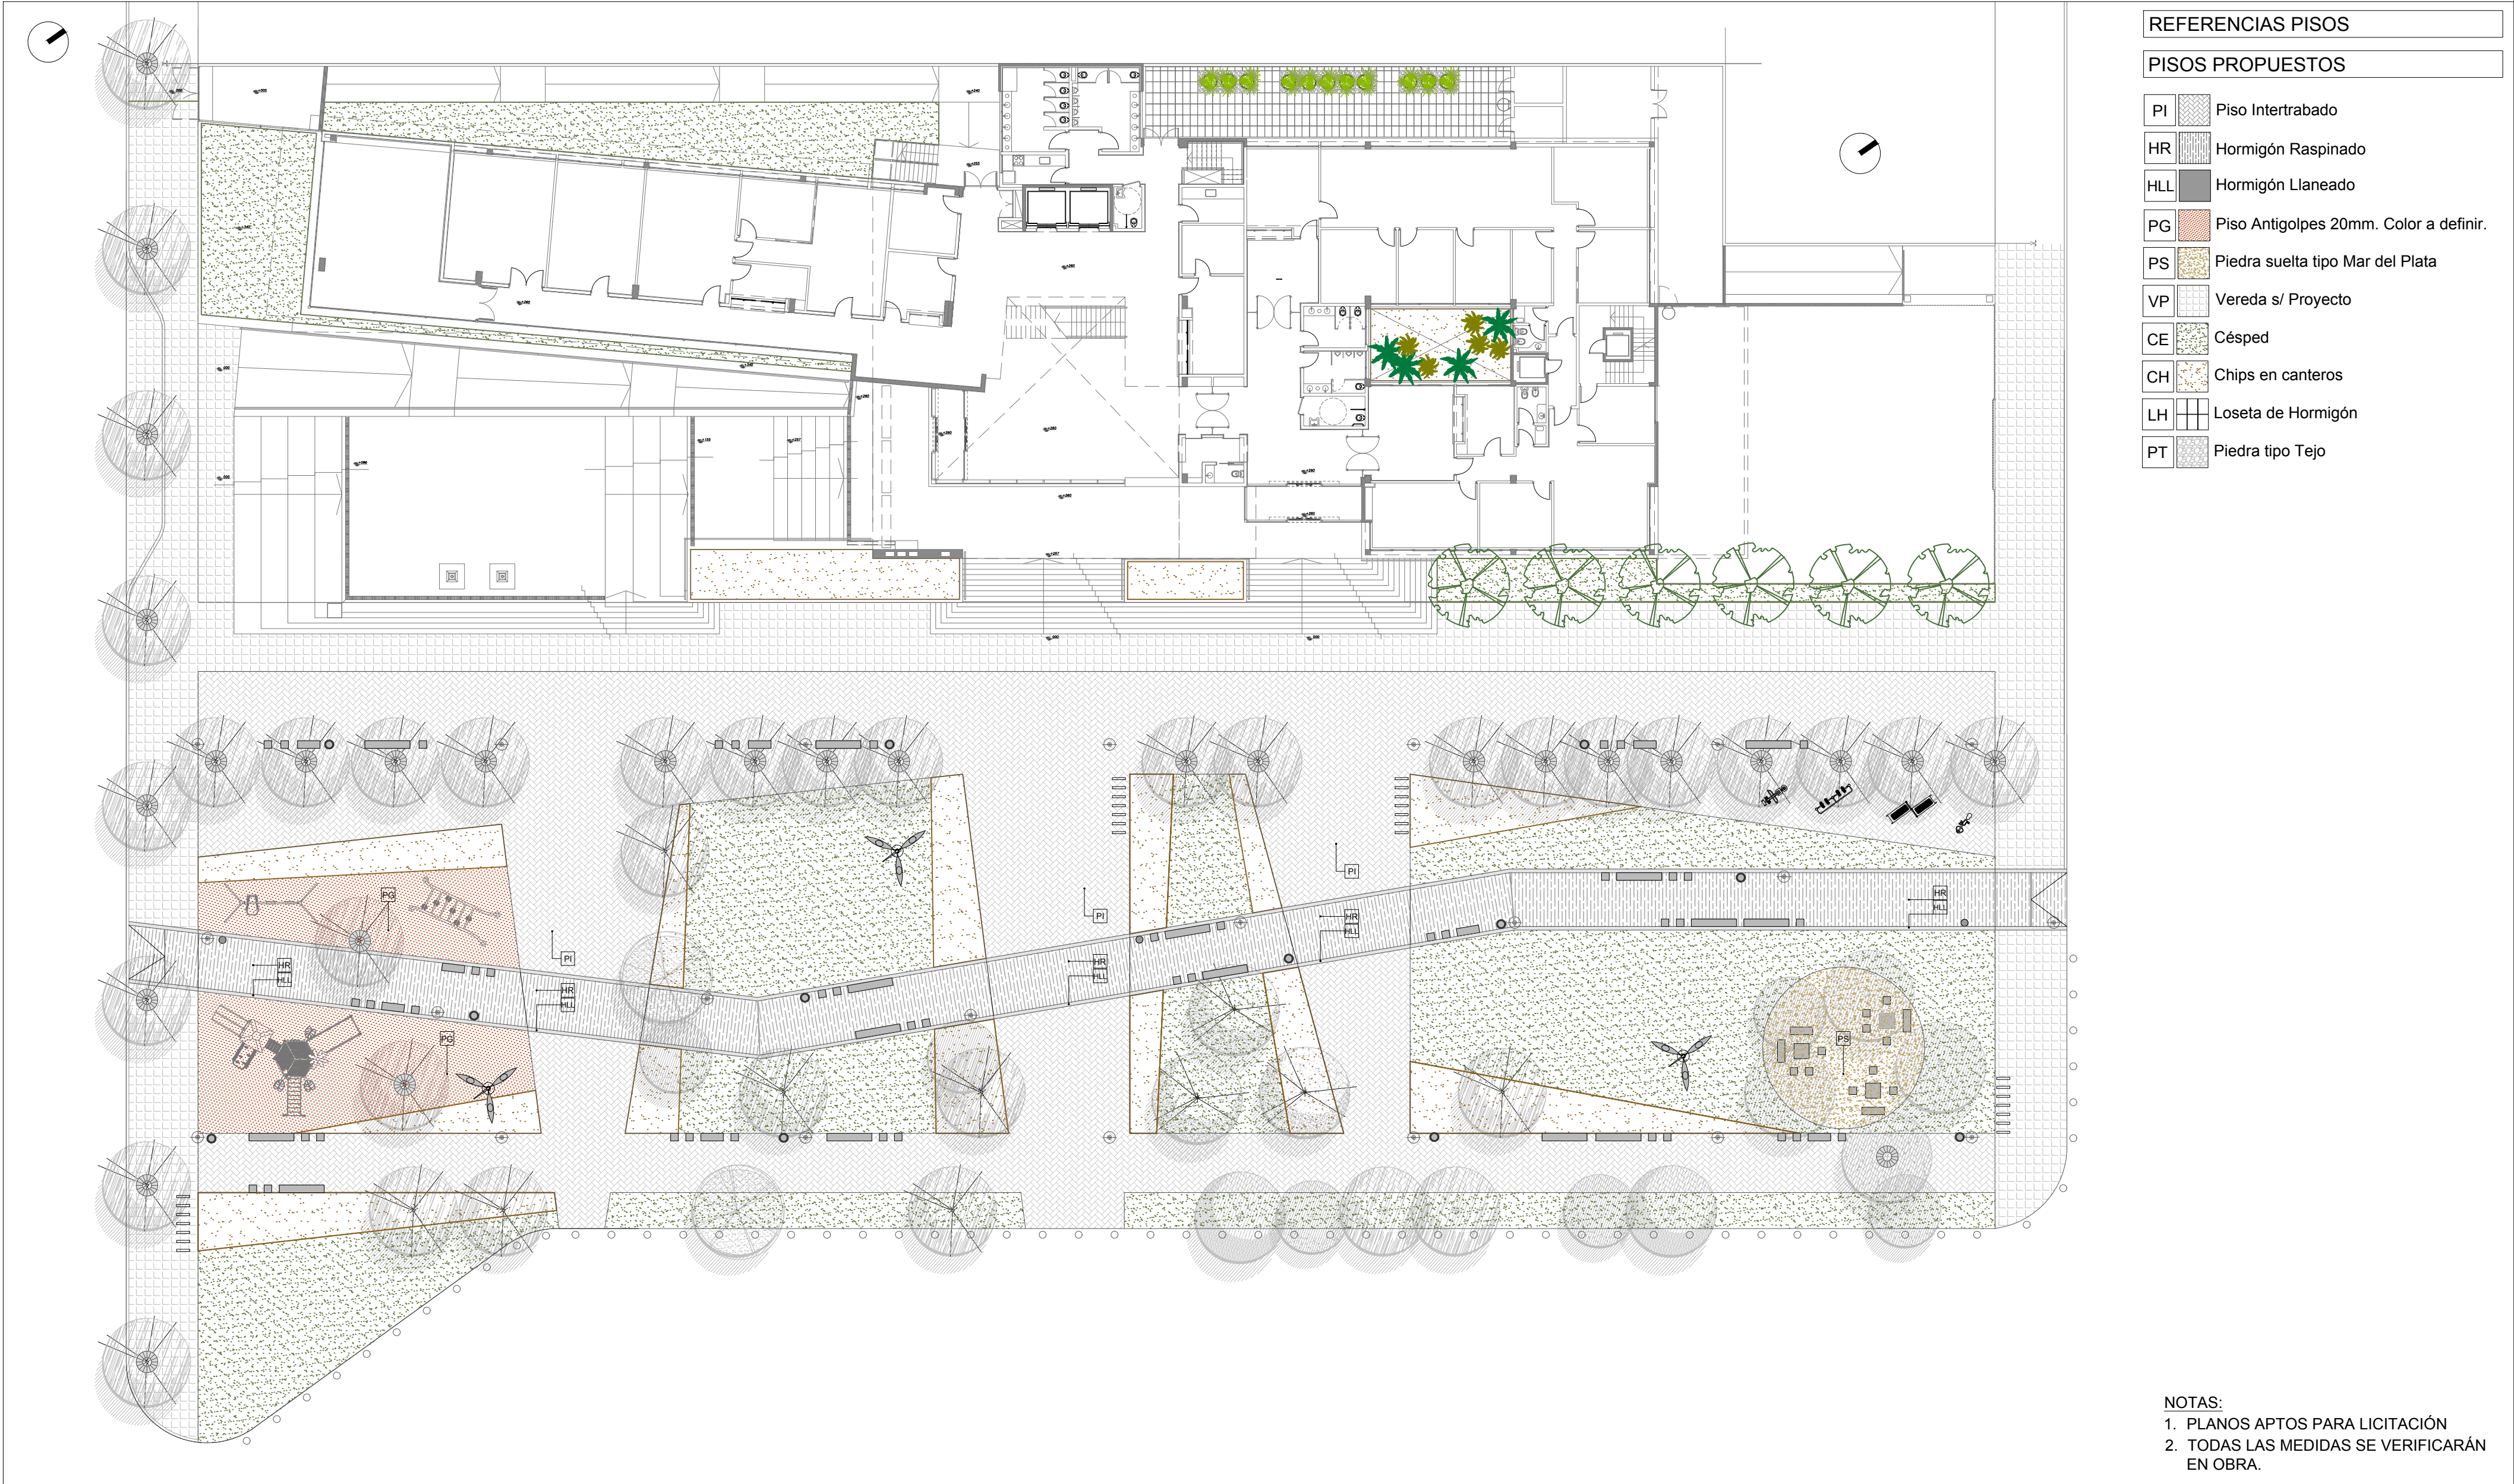 REFERENCIAS PISOS
PISOS PROPUESTOS
PI Piso Intertrabado
HR Hormigón Raspinado
HLL Hormigón Llaneado
PG Piso Antigolpes 20mm. Color a definir.
PS Piedra suelta tipo Mar del Plata
VP Vereda s/ Proyecto
CE Césped
CH Chips en canteros
LH Loseta de Hormigón
PT Piedra tipo Tejo
PI
PG
HR
HLL
PI
HR
HLL
PG
PI
HR
HLL
PI
HR
HLL
HR
HLL
PS
NOTAS:
1. PLANOS APTOS PARA LICITACIÓN
2. TODAS LAS MEDIDAS SE VERIFICARÁN
EN OBRA.